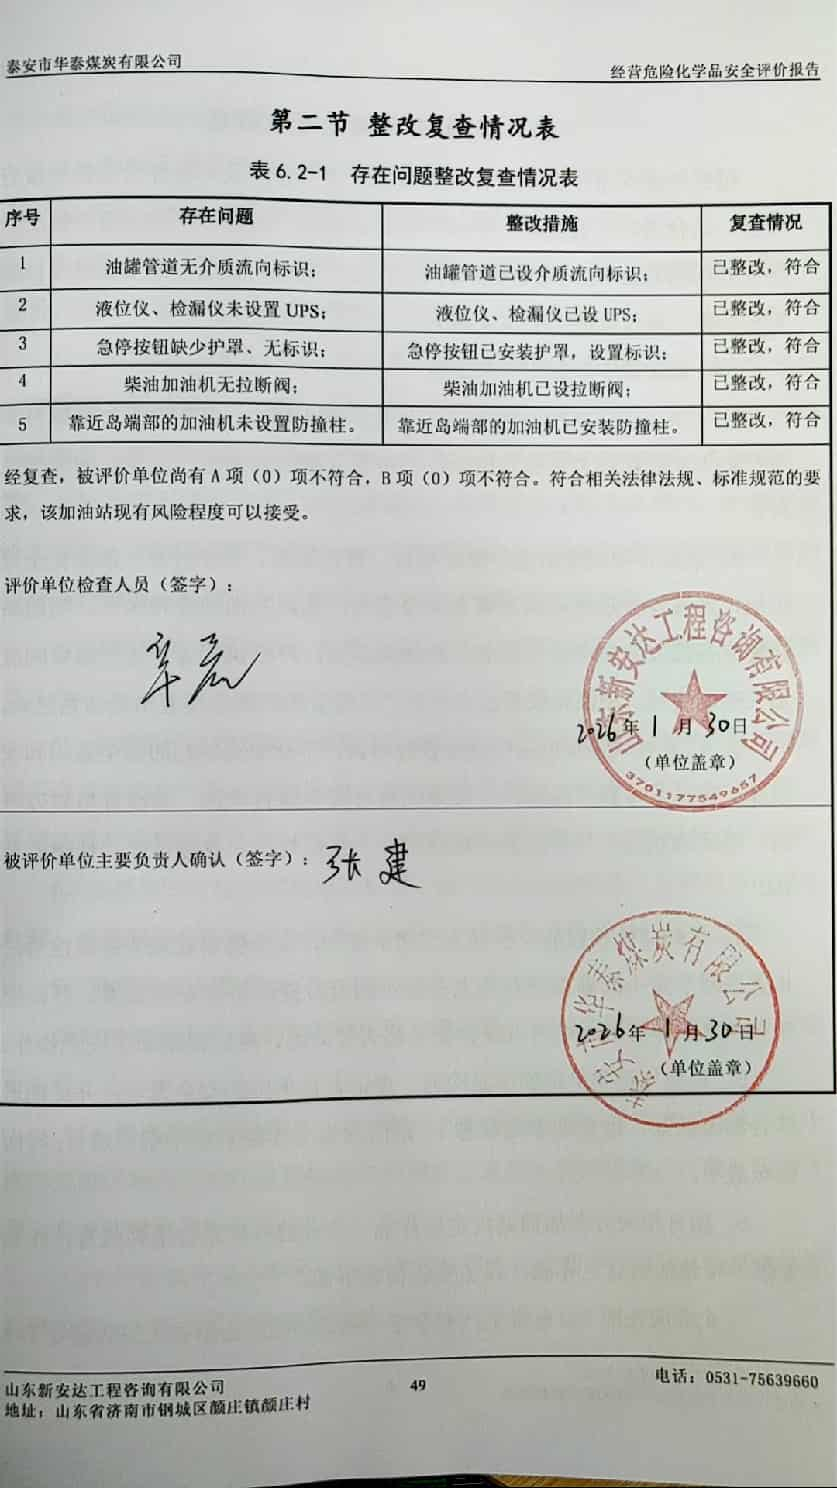 泰安市华泰煤炭有限公司
经营危险化学品安全评价报告
第二节 整改复查情况表
表 6.2-1 存在问题整改复查情况表
序号 存在问题 整改措施 复查情况
1 油罐管道无介质流向标识； 油罐管道已设介质流向标识； 已整改，符合
2 液位仪、检漏仪未设置 UPS； 液位仪、检漏仪已设 UPS； 已整改，符合
3 急停按钮缺少护罩、无标识； 急停按钮已安装护罩，设置标识； 已整改，符合
4 柴油加油机无拉断阀； 柴油加油机已设拉断阀； 已整改，符合
5 靠近岛端部的加油机未设置防撞柱。 靠近岛端部的加油机已安装防撞柱。 已整改，符合
经复查，被评价单位尚有 A 项（0）项不符合，B 项（0）项不符合。符合相关法律法规、标准规范的要
求，该加油站现有风险程度可以接受。
评价单位检查人员（签字）：
山东新安达工程咨询有限公司
2026年 1 月 30日
（单位盖章）
3701177549657
被评价单位主要负责人确认（签字）：张建
泰安市华泰煤炭有限公司
2026年 1 月 30日
（单位盖章）
山东新安达工程咨询有限公司
地址：山东省济南市钢城区颜庄镇颜庄村
49
电话：0531-75639660